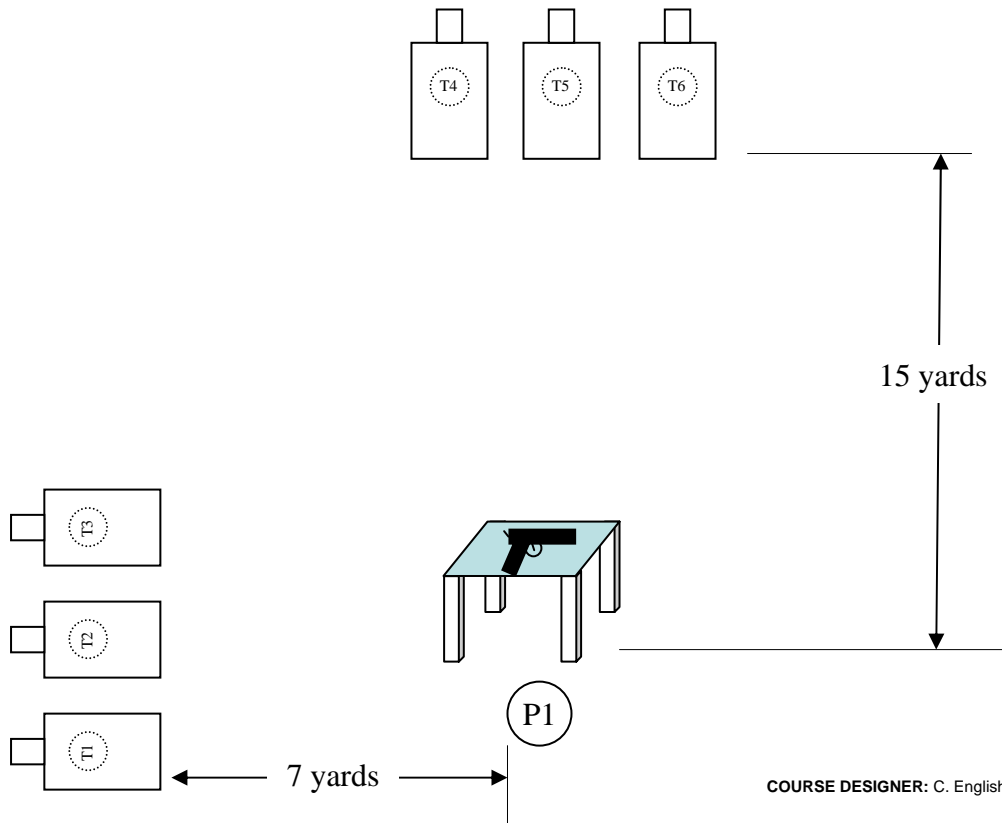 T4 T5 T6
15 yards
T3
T2
P1
T1
7 yards
COURSE DESIGNER: C. English